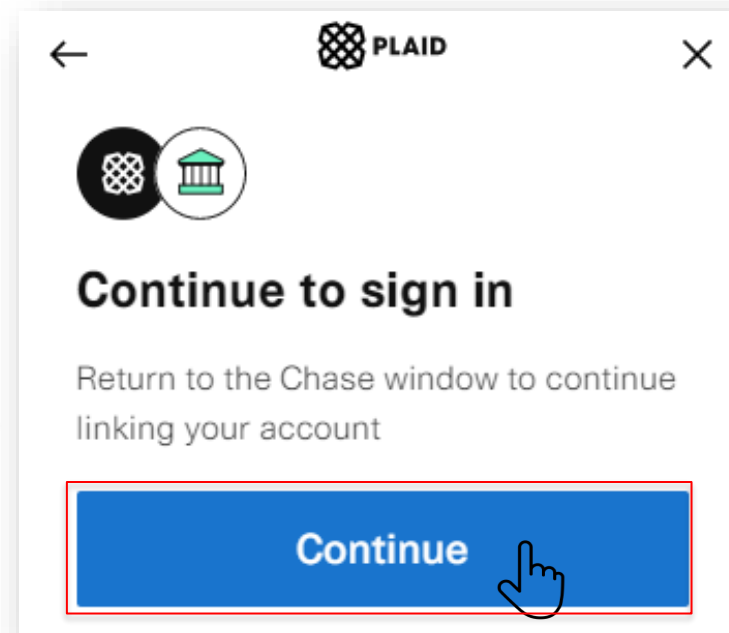 PLAID
Continue to sign in
Return to the Chase window to continue
linking your account
Continue